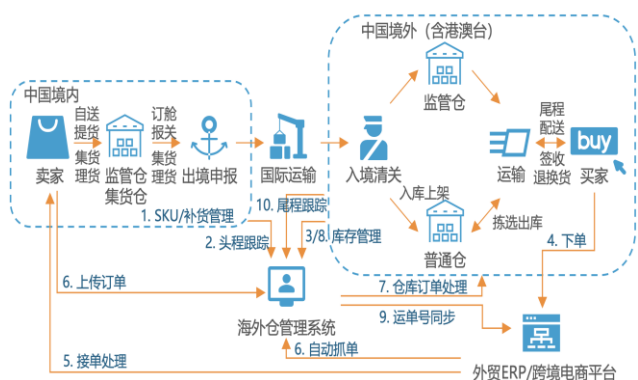 中国境外（含港澳台）
监管仓
中国境内
自送
提货
集货
理货
订舱
报关
集货
理货
尾程
配送
签收
退换货
buy
卖家
监管仓
集货仓
出境申报
国际运输
入境清关
运输
买家
入库上架
拣选出库
普通仓
1. SKU/补货管理
10. 尾程跟踪
2. 头程跟踪
3/8. 库存管理
4. 下单
6. 上传订单
7. 仓库订单处理
海外仓管理系统
9. 运单号同步
6. 自动抓单
5. 接单处理
外贸ERP/跨境电商平台